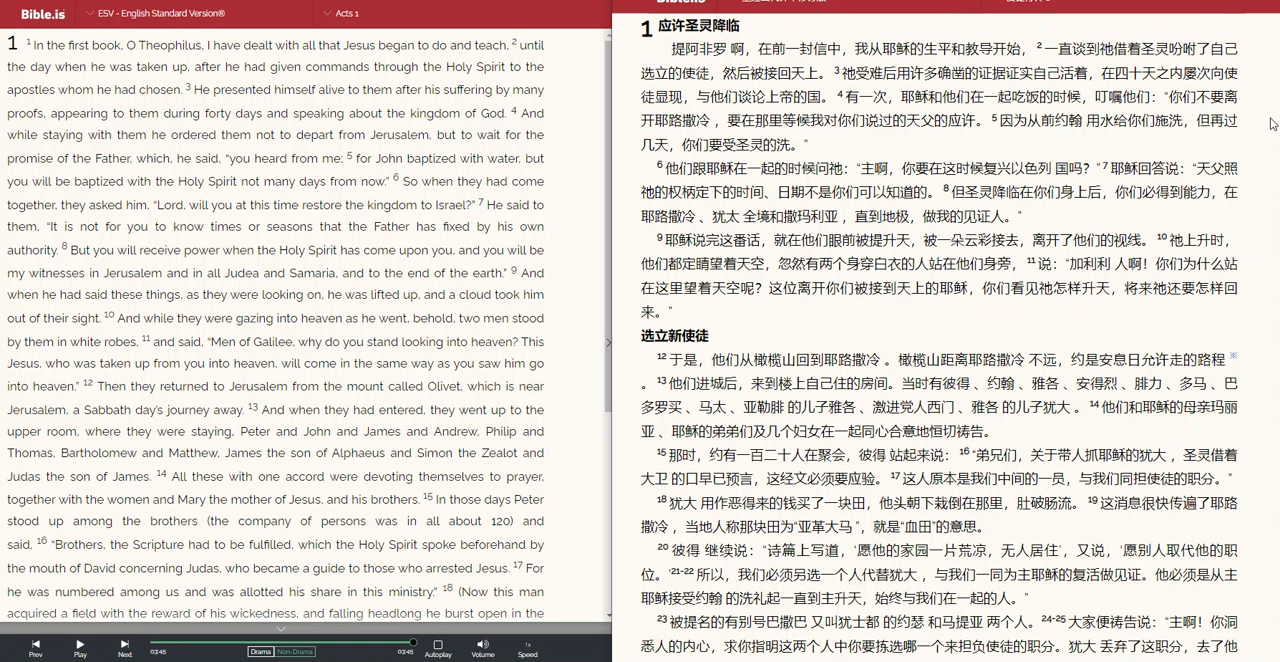 Bible.is
ESV - English Standard Version®
Acts 1
1 1 In the first book, O Theophilus, I have dealt with all that Jesus began to do and teach, 2 until
the day when he was taken up, after he had given commands through the Holy Spirit to the
apostles whom he had chosen. 3 He presented himself alive to them after his suffering by many
proofs, appearing to them during forty days and speaking about the kingdom of God. 4 And
while staying with them he ordered them not to depart from Jerusalem, but to wait for the
promise of the Father, which, he said, “you heard from me; 5 for John baptized with water, but
you will be baptized with the Holy Spirit not many days from now.” 6 So when they had come
together, they asked him, “Lord, will you at this time restore the kingdom to Israel?” 7 He said to
them, “It is not for you to know times or seasons that the Father has fixed by his own
authority. 8 But you will receive power when the Holy Spirit has come upon you, and you will be
my witnesses in Jerusalem and in all Judea and Samaria, and to the end of the earth.” 9 And
when he had said these things, as they were looking on, he was lifted up, and a cloud took him
out of their sight. 10 And while they were gazing into heaven as he went, behold, two men stood
by them in white robes, 11 and said, “Men of Galilee, why do you stand looking into heaven? This
Jesus, who was taken up from you into heaven, will come in the same way as you saw him go
into heaven.” 12 Then they returned to Jerusalem from the mount called Olivet, which is near
Jerusalem, a Sabbath day’s journey away. 13 And when they had entered, they went up to the
upper room, where they were staying, Peter and John and James and Andrew, Philip and
Thomas, Bartholomew and Matthew, James the son of Alphaeus and Simon the Zealot and
Judas the son of James. 14 All these with one accord were devoting themselves to prayer,
together with the women and Mary the mother of Jesus, and his brothers. 15 In those days Peter
stood up among the brothers (the company of persons was in all about 120) and
said, 16 “Brothers, the Scripture had to be fulfilled, which the Holy Spirit spoke beforehand by
the mouth of David concerning Judas, who became a guide to those who arrested Jesus. 17 For
he was numbered among us and was allotted his share in this ministry.” 18 (Now this man
acquired a field with the reward of his wickedness, and falling headlong he burst open in the
Prev
Play
Next
03:45
Drama
Non-Drama
03:45
Autoplay
Volume
1x
Speed
1 应许圣灵降临
提阿非罗 啊，在前一封信中，我从耶稣的生平和教导开始， 2 一直谈到祂借着圣灵吩咐了自己
选立的使徒，然后被接回天上。 3 祂受难后用许多确凿的证据证实自己活着，在四十天之内屡次向使
徒显现，与他们谈论上帝的国。 4 有一次，耶稣和他们在一起吃饭的时候，叮嘱他们：“你们不要离
开耶路撒冷 ，要在那里等候我对你们说过的天父的应许。 5 因为从前约翰 用水给你们施洗，但再过
几天，你们要受圣灵的洗。”
6 他们跟耶稣在一起的时候问祂：“主啊，你要在这时候复兴以色列 国吗？” 7 耶稣回答说：“天父照
祂的权柄定下的时间、日期不是你们可以知道的。 8 但圣灵降临在你们身上后，你们必得到能力，在
耶路撒冷 、犹太 全境和撒玛利亚 ，直到地极，做我的见证人。”
9 耶稣说完这番话，就在他们眼前被提升天，被一朵云彩接去，离开了他们的视线。 10 祂上升时，
他们都定睛望着天空，忽然有两个身穿白衣的人站在他们身旁， 11 说：“加利利 人啊！你们为什么站
在这里望着天空呢？这位离开你们被接到天上的耶稣，你们看见祂怎样升天，将来祂还要怎样回
来。”
选立新使徒
12 于是，他们从橄榄山回到耶路撒冷 。橄榄山距离耶路撒冷 不远，约是安息日允许走的路程 ※
。 13 他们进城后，来到楼上自己住的房间。当时有彼得 、约翰 、雅各 、安得烈 、腓力 、多马 、巴
多罗买 、马太 、亚勒腓 的儿子雅各 、激进党人西门 、雅各 的儿子犹大 。 14 他们和耶稣的母亲玛丽
亚 、耶稣的弟弟们及几个妇女在一起同心合意地恒切祷告。
15 那时，约有一百二十人在聚会，彼得 站起来说： 16 “弟兄们，关于带人抓耶稣的犹大 ，圣灵借着
大卫 的口早已预言，这经文必须要应验。 17 这人原本是我们中间的一员，与我们同担使徒的职分。”
18 犹大 用作恶得来的钱买了一块田，他头朝下栽倒在那里，肚破肠流。 19 这消息很快传遍了耶路
撒冷 ，当地人称那块田为“亚革大马 ”，就是“血田”的意思。
20 彼得 继续说：“诗篇上写道，‘愿他的家园一片荒凉，无人居住’，又说，‘愿别人取代他的职
位。’ 21-22 所以，我们必须另选一个人代替犹大 ，与我们一同为主耶稣的复活做见证。他必须是从主
耶稣接受约翰 的洗礼起一直到主升天，始终与我们在一起的人。”
23 被提名的有别号巴撒巴 又叫犹士都 的约瑟 和马提亚 两个人。 24-25 大家便祷告说：“主啊！你洞
悉人的内心，求你指明这两个人中你要拣选哪一个来担负使徒的职分。犹大 丢弃了这职分，去了他